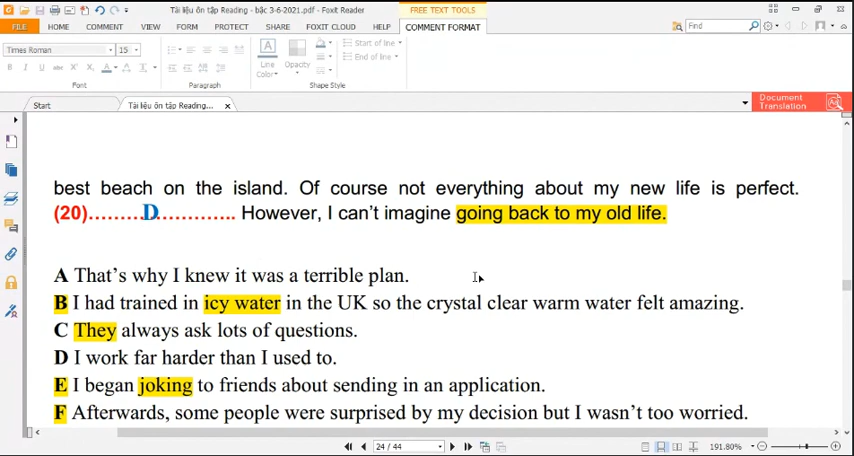 Tài liệu ôn tập Reading - bậc 3-6-2021.pdf - Foxit Reader
FREE TEXT TOOLS
FILE HOME COMMENT VIEW FORM PROTECT SHARE FOXIT CLOUD HELP COMMENT FORMAT
Find
Times Roman 15
Line Color Opacity
Start of line
End of line
Font Paragraph Shape Style
Start Tài liệu ôn tập Reading...
Document Translation
best beach on the island. Of course not everything about my new life is perfect.
(20)..........D.............. However, I can't imagine going back to my old life.
A That's why I knew it was a terrible plan.
B I had trained in icy water in the UK so the crystal clear warm water felt amazing.
C They always ask lots of questions.
D I work far harder than I used to.
E I began joking to friends about sending in an application.
F Afterwards, some people were surprised by my decision but I wasn't too worried.
24 / 44
191.80%